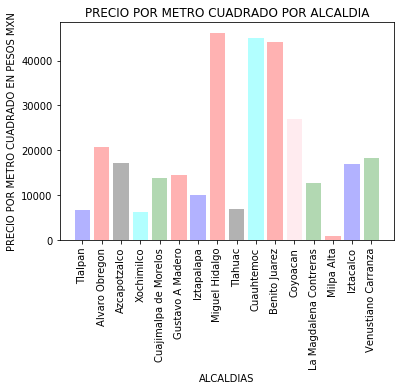 PRECIO POR METRO CUADRADO POR ALCALDIA
PRECIO POR METRO CUADRADO EN PESOS MXN
40000
30000
20000
10000
0
Tlalpan
Alvaro Obregon
Azcapotzalco
Xochimilco
Cuajimalpa de Morelos
Gustavo A Madero
Iztapalapa
Miguel Hidalgo
Tlahuac
Cuauhtemoc
Benito Juarez
Coyoacan
La Magdalena Contreras
Milpa Alta
Iztacalco
Venustiano Carranza
ALCALDIAS